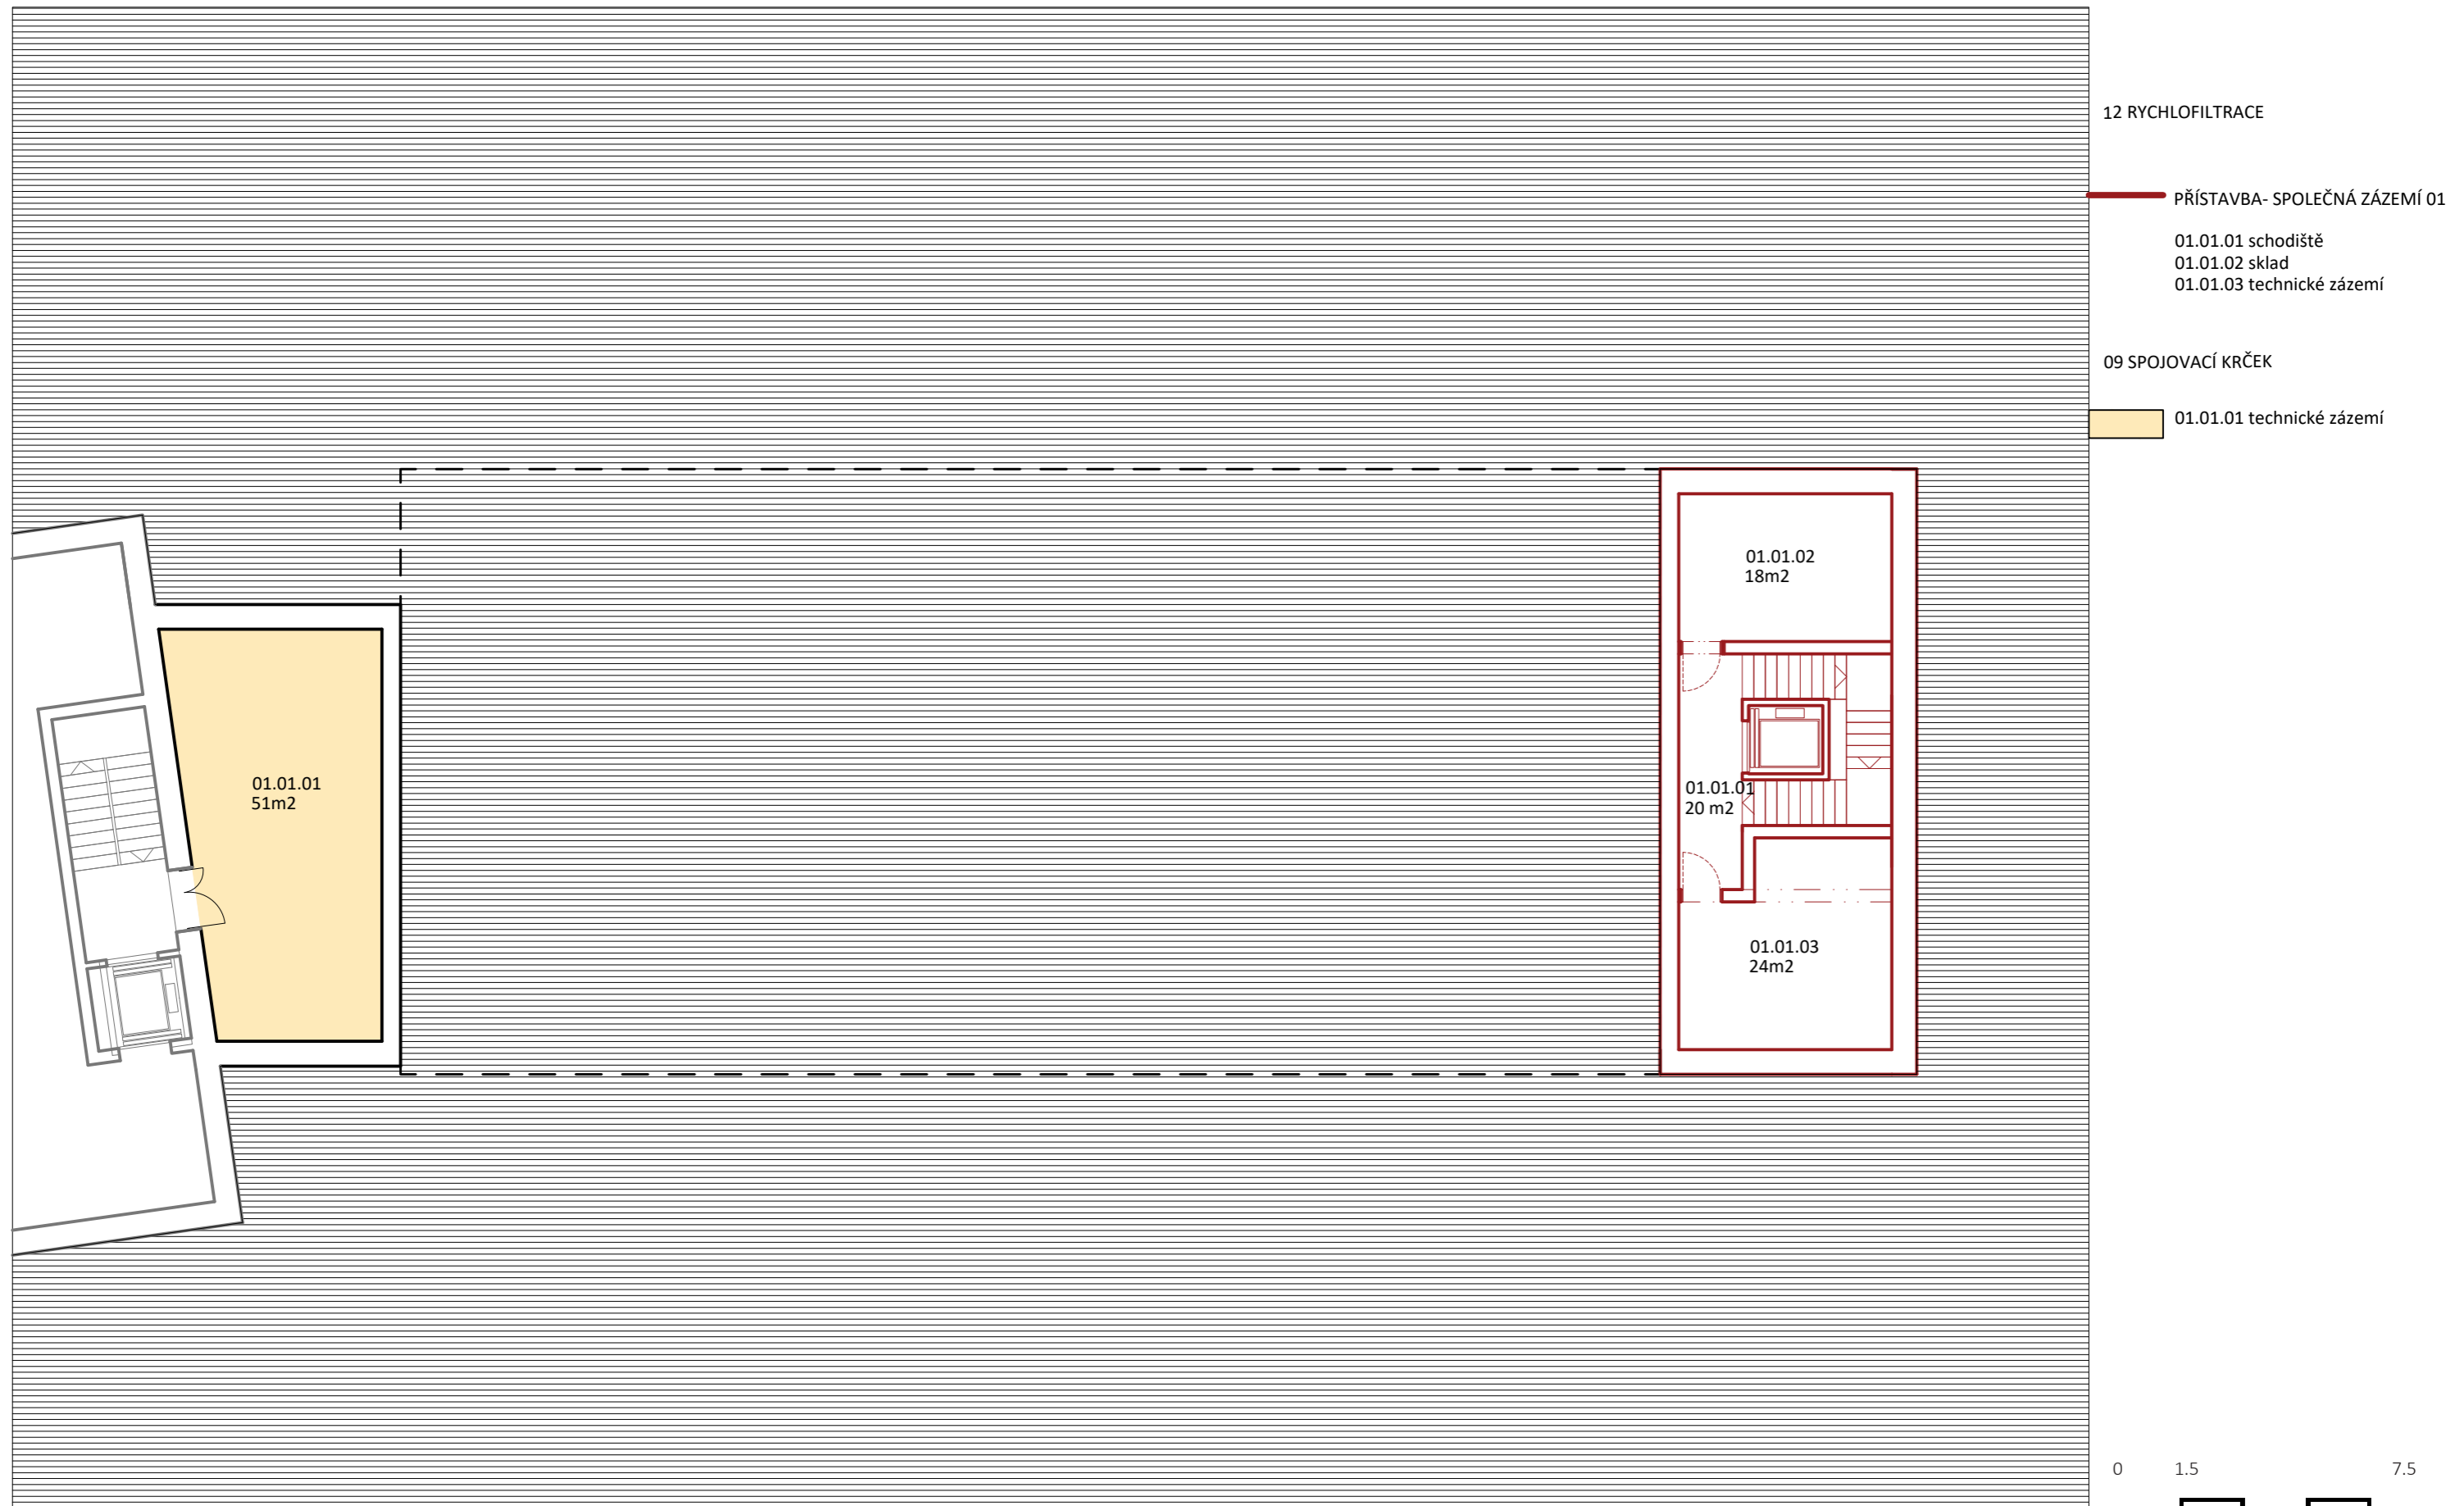 12 RYCHLOFILTRACE
PŘÍSTAVBA- SPOLEČNÁ ZÁZEMÍ 01
01.01.01 schodiště
01.01.02 sklad
01.01.03 technické zázemí
09 SPOJOVACÍ KRČEK
01.01.01 technické zázemí
01.01.02
18m2
01.01.01
51m2
01.01.01
20 m2
01.01.03
24m2
0 1.5 7.5